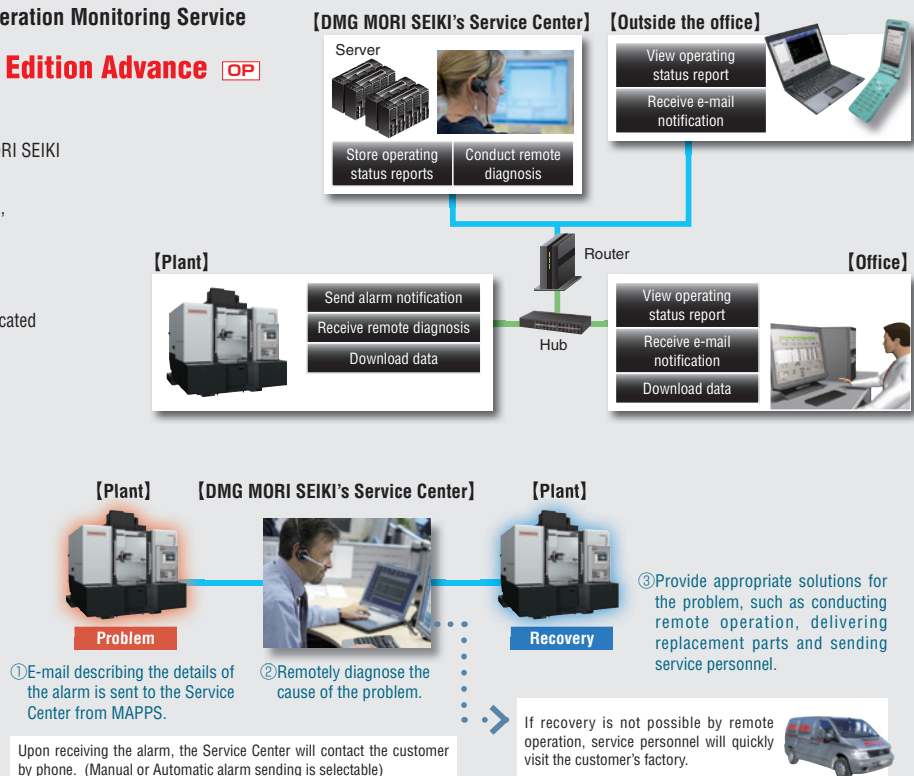 eration Monitoring Service
Edition Advance OP
RI SEIKI
,
cated
【DMG MORI SEIKI's Service Center】
Server
Store operating
status reports
Conduct remote
diagnosis
【Outside the office】
View operating
status report
Receive e-mail
notification
Router
Hub
【Plant】
Send alarm notification
Receive remote diagnosis
Download data
【Office】
View operating
status report
Receive e-mail
notification
Download data
【Plant】
Problem
①E-mail describing the details of
the alarm is sent to the Service
Center from MAPPS.
【DMG MORI SEIKI's Service Center】
②Remotely diagnose the
cause of the problem.
【Plant】
Recovery
③Provide appropriate solutions for
the problem, such as conducting
remote operation, delivering
replacement parts and sending
service personnel.
Upon receiving the alarm, the Service Center will contact the customer
by phone. (Manual or Automatic alarm sending is selectable)
If recovery is not possible by remote
operation, service personnel will quickly
visit the customer's factory.